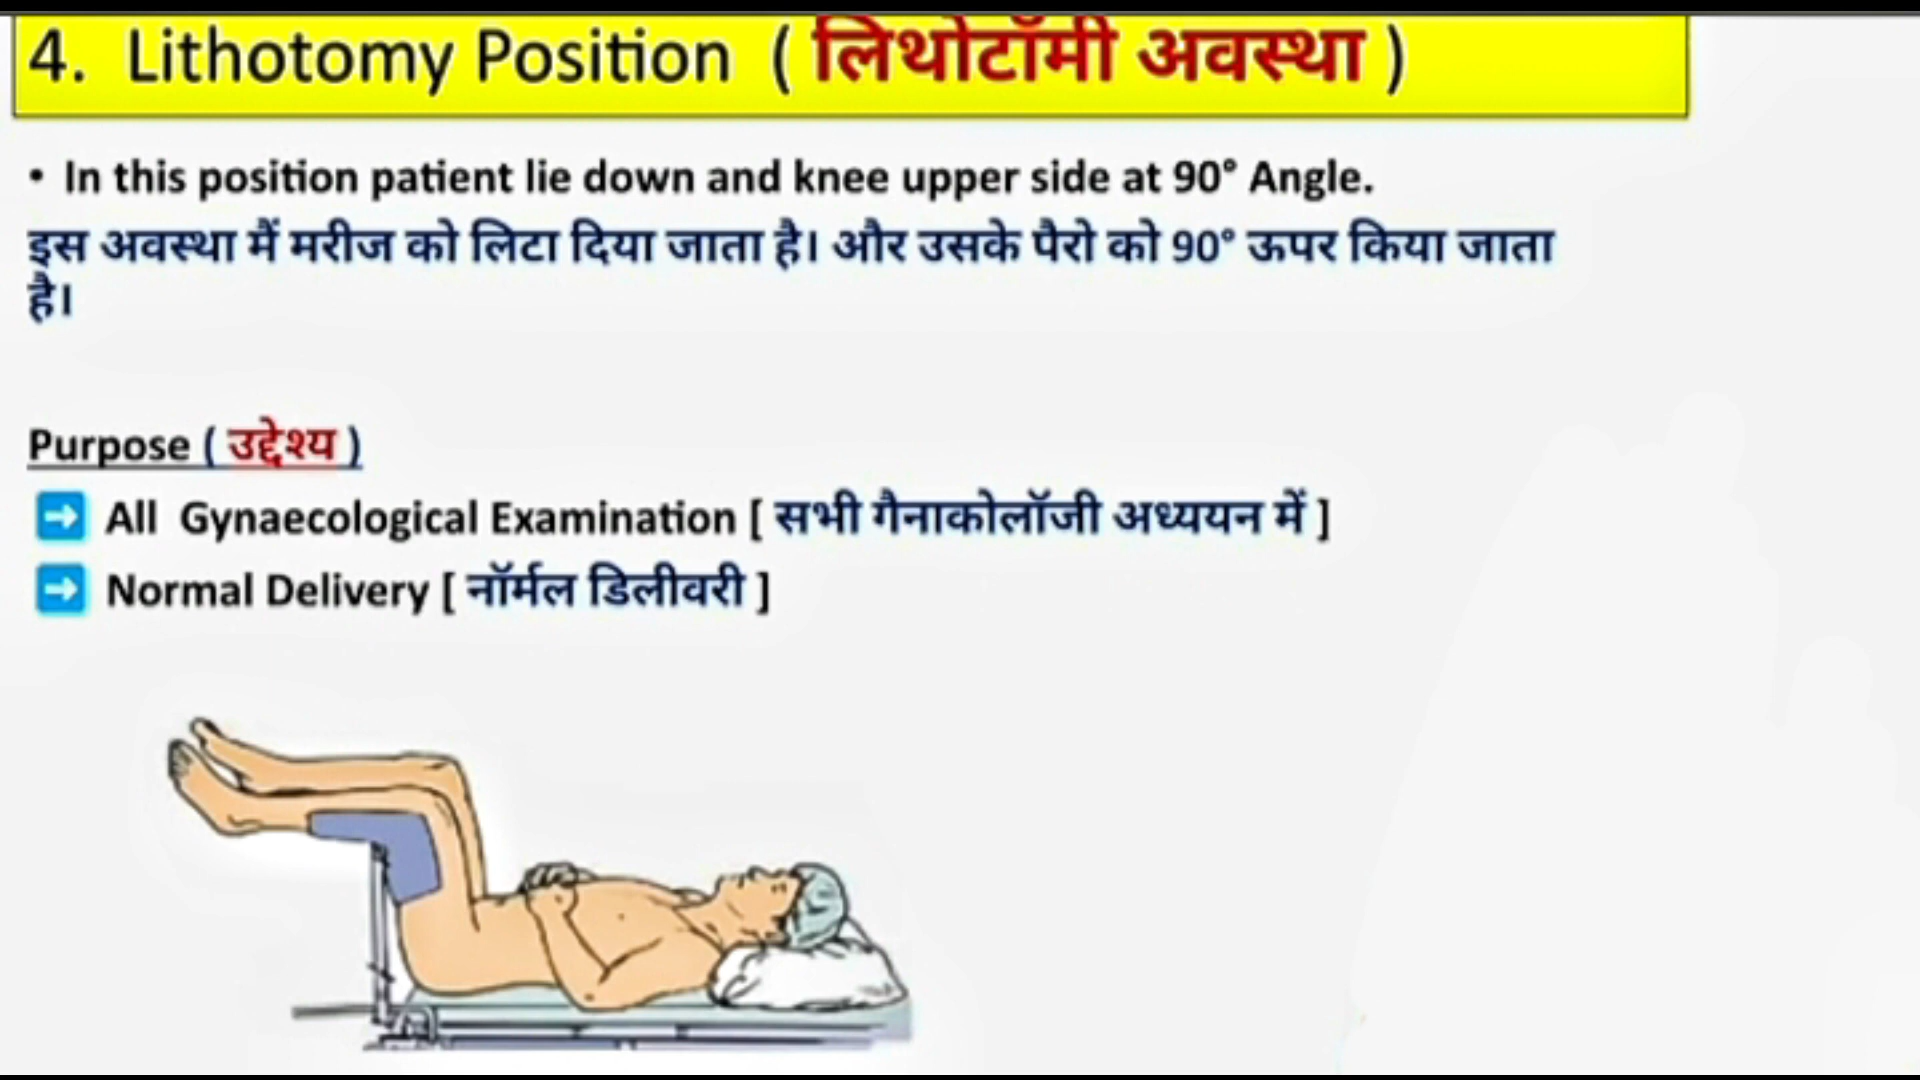 4. Lithotomy Position ( लिथोटॉमी अवस्था )
• In this position patient lie down and knee upper side at 90° Angle.
इस अवस्था मैं मरीज को लिटा दिया जाता है। और उसके पैरो को 90° ऊपर किया जाता
है।
Purpose ( उद्देश्य )
➡ All Gynaecological Examination [ सभी गैनाकोलॉजी अध्ययन में ]
➡ Normal Delivery [ नॉर्मल डिलीवरी ]